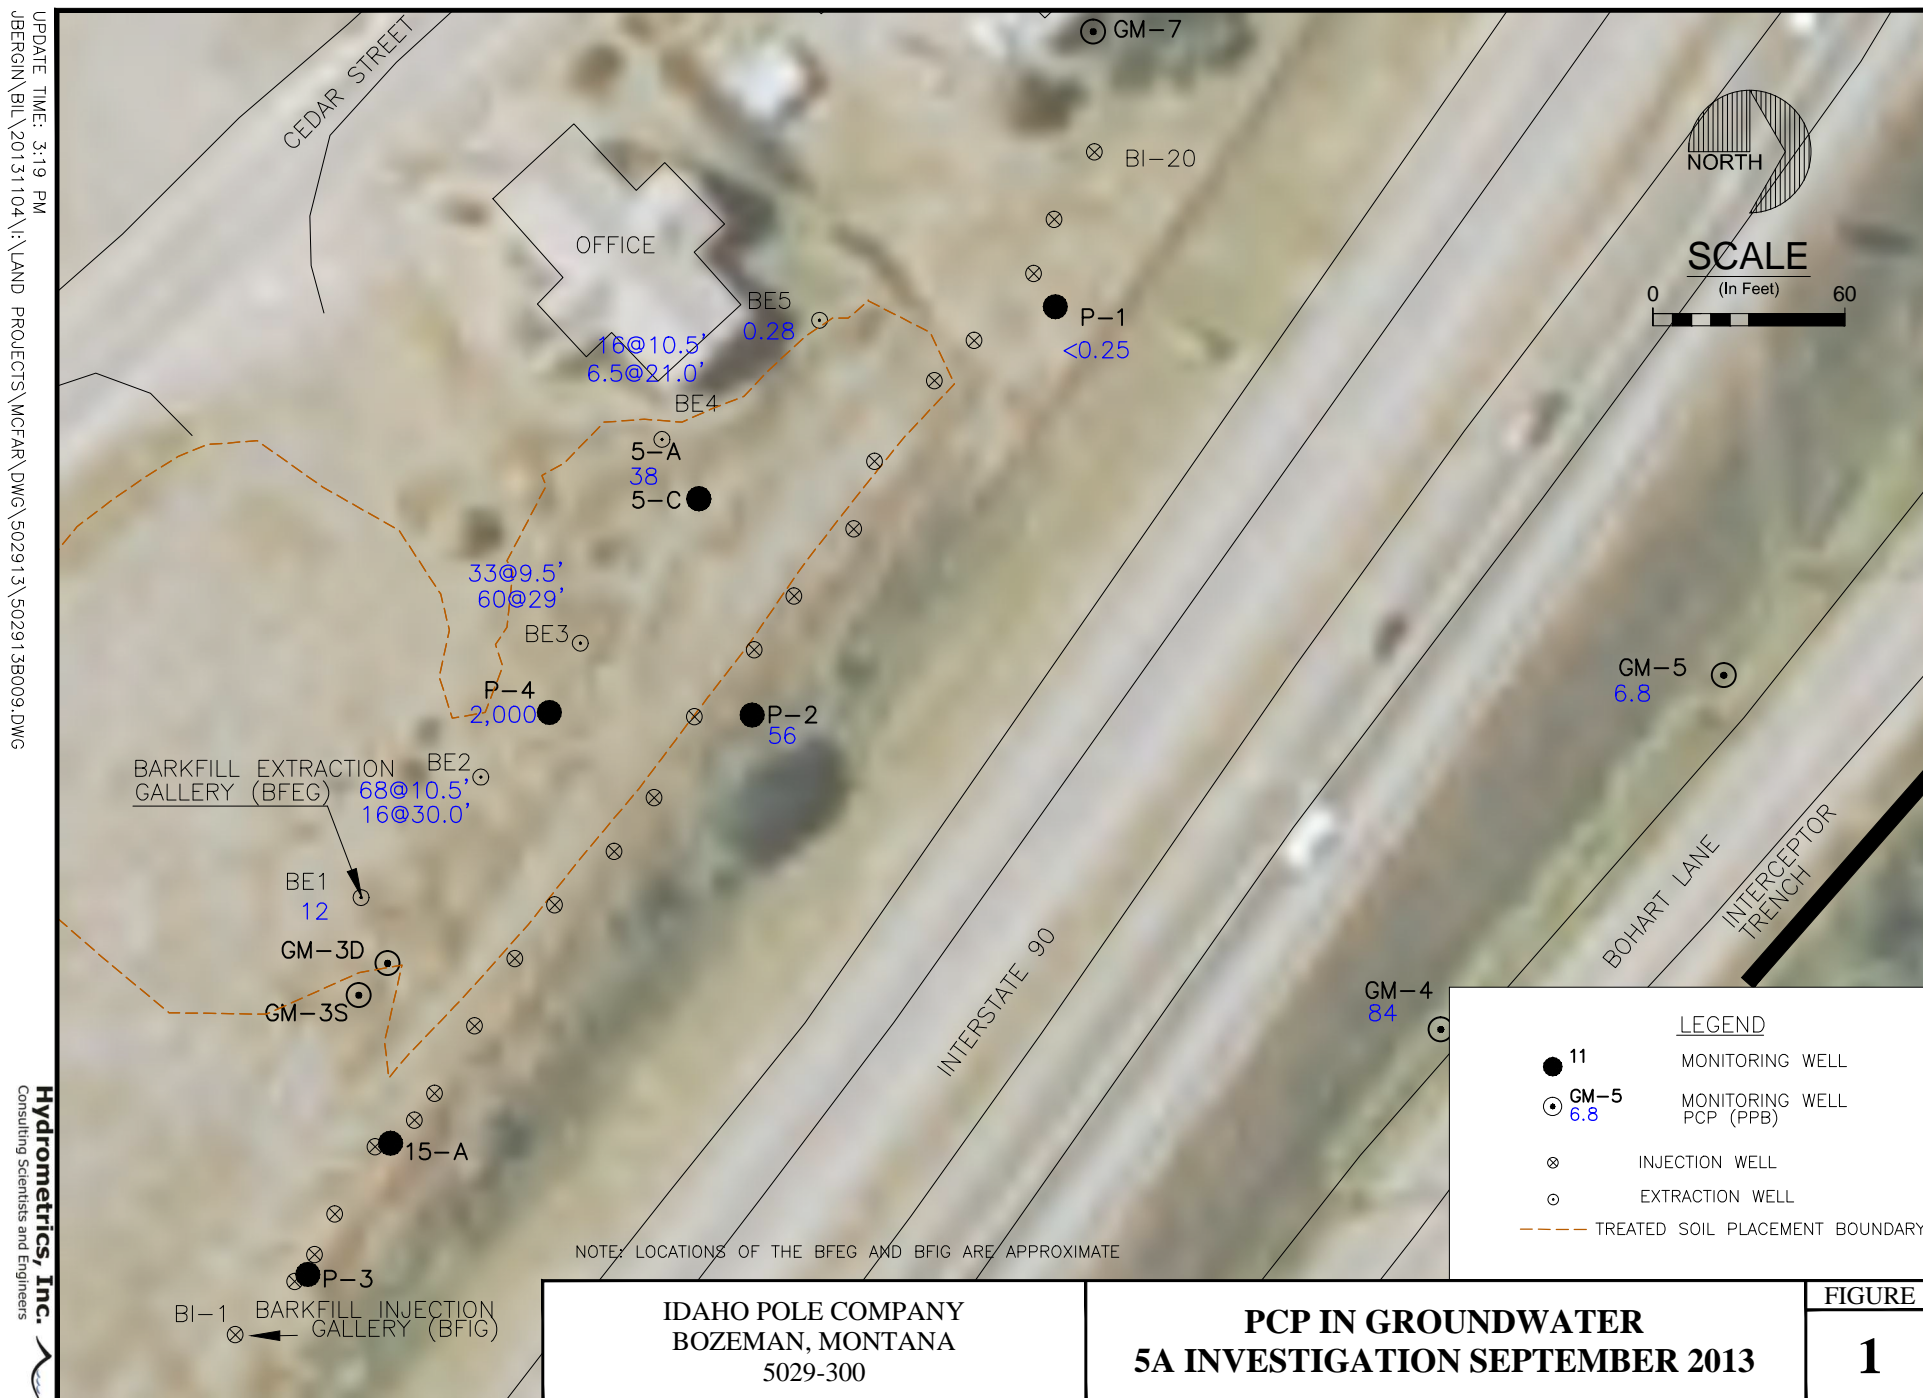 UPDATE TIME: 3:19 PM
JBERGIN\BIL\20131104\I:\LAND PROJECTS\MCFAR\DWG\502913\502913B009.DWG
CEDAR STREET
GM-7
BI-20
NORTH
SCALE
(In Feet)
0
60
OFFICE
BE5
0.28
P-1
<0.25
16@10.5'
6.5@21.0'
BE4
5-A
38
5-C
33@9.5'
60@29'
BE3
P-4
2,000
P-2
56
GM-5
6.8
BARKFILL EXTRACTION
GALLERY (BFEG)
BE2
68@10.5'
16@30.0'
BE1
12
GM-3D
GM-3S
INTERSTATE 90
BOHART LANE
INTERCEPTOR
TRENCH
GM-4
84
15-A
P-3
BI-1
BARKFILL INJECTION
GALLERY (BFIG)
NOTE: LOCATIONS OF THE BFEG AND BFIG ARE APPROXIMATE
LEGEND
11
MONITORING WELL
GM-5
6.8
MONITORING WELL
PCP (PPB)
INJECTION WELL
EXTRACTION WELL
TREATED SOIL PLACEMENT BOUNDARY
Hydrometrics, Inc.
Consulting Scientists and Engineers
IDAHO POLE COMPANY
BOZEMAN, MONTANA
5029-300
PCP IN GROUNDWATER
5A INVESTIGATION SEPTEMBER 2013
FIGURE
1